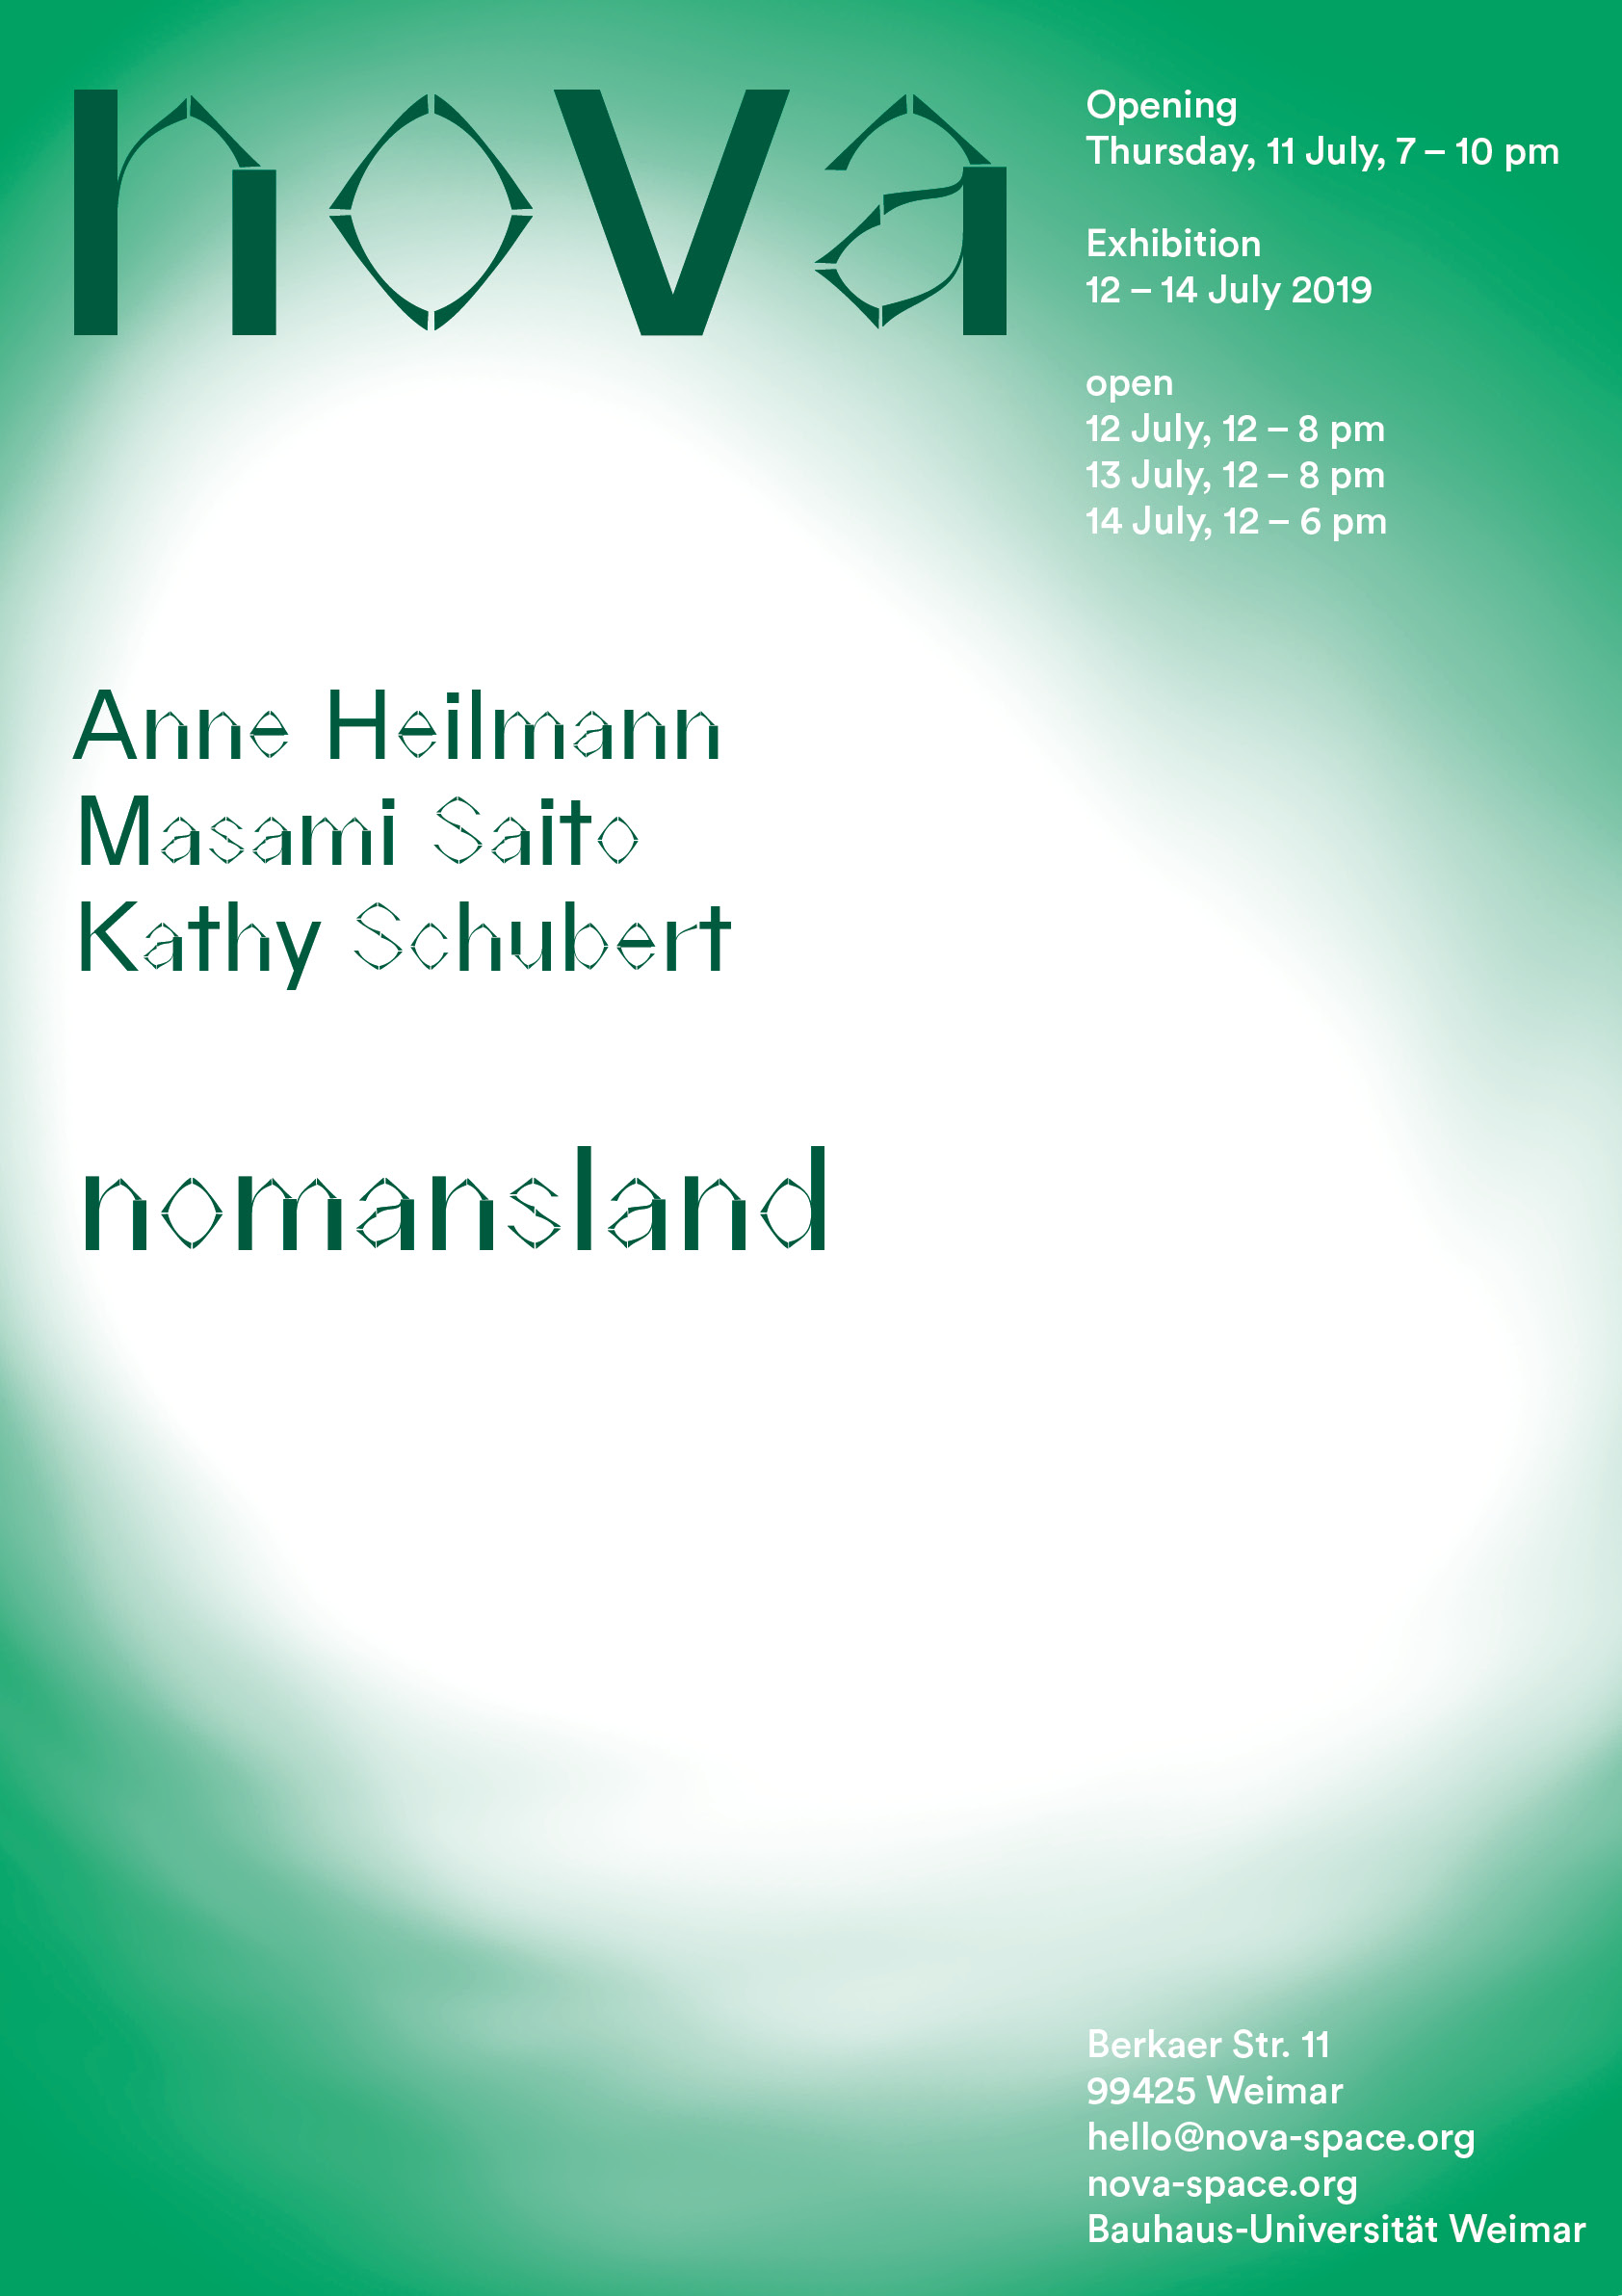 nova
Opening
Thursday, 11 July, 7 – 10 pm
Exhibition
12 – 14 July 2019
open
12 July, 12 – 8 pm
13 July, 12 – 8 pm
14 July, 12 – 6 pm
Anne Heilmann
Masami Saito
Kathy Schubert
nomansland
Berkaer Str. 11
99425 Weimar
hello@nova-space.org
nova-space.org
Bauhaus-Universität Weimar